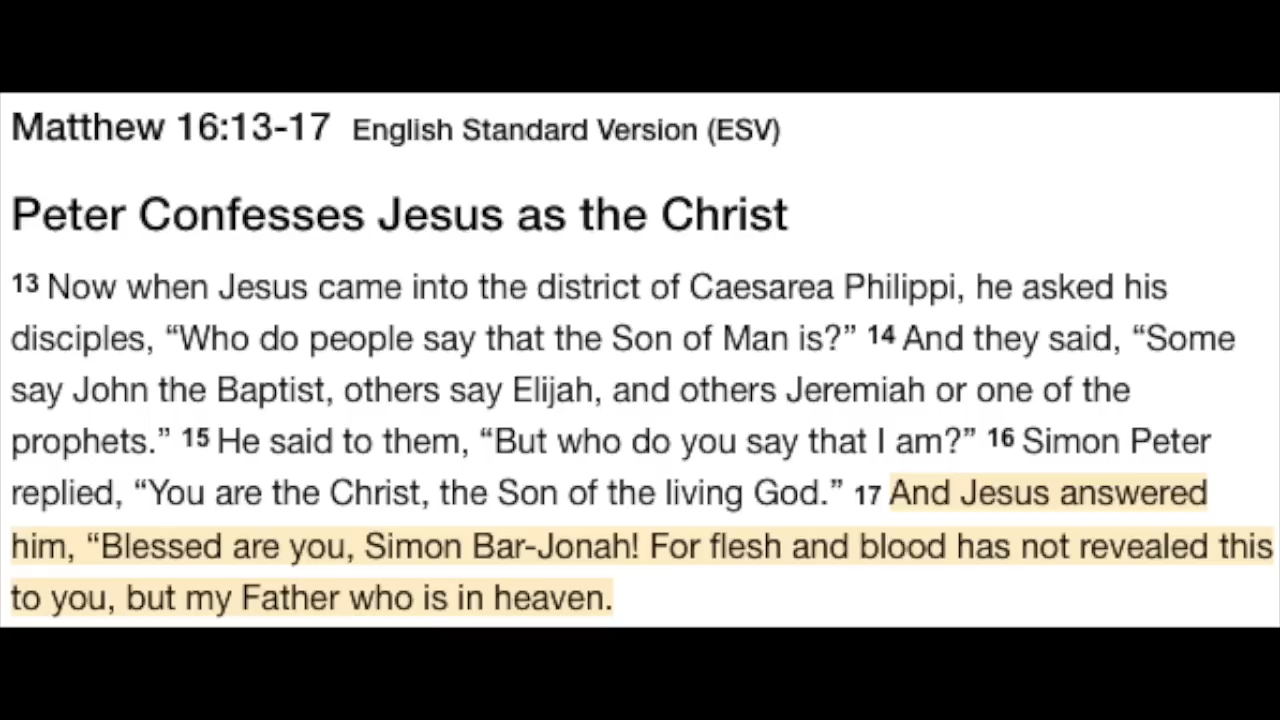 Matthew 16:13-17 English Standard Version (ESV)
Peter Confesses Jesus as the Christ
13 Now when Jesus came into the district of Caesarea Philippi, he asked his
disciples, “Who do people say that the Son of Man is?” 14 And they said, “Some
say John the Baptist, others say Elijah, and others Jeremiah or one of the
prophets.” 15 He said to them, “But who do you say that I am?” 16 Simon Peter
replied, “You are the Christ, the Son of the living God.” 17 And Jesus answered
him, “Blessed are you, Simon Bar-Jonah! For flesh and blood has not revealed this
to you, but my Father who is in heaven.